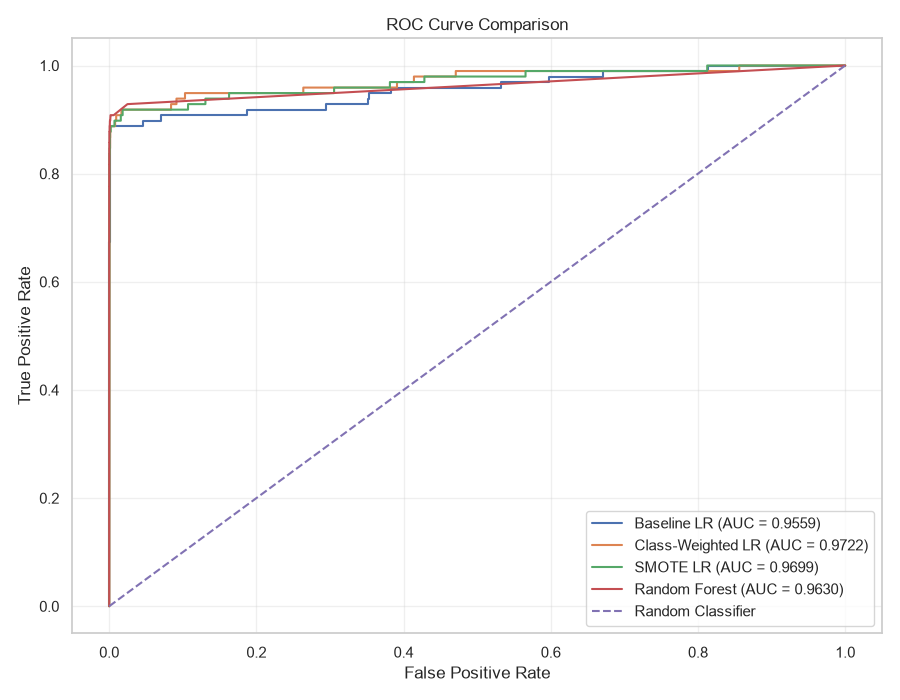 ROC Curve Comparison
1.0
0.8
0.6
0.4
0.2
0.0
True Positive Rate
0.0 0.2 0.4 0.6 0.8 1.0
False Positive Rate
Baseline LR (AUC = 0.9559)
Class-Weighted LR (AUC = 0.9722)
SMOTE LR (AUC = 0.9699)
Random Forest (AUC = 0.9630)
Random Classifier